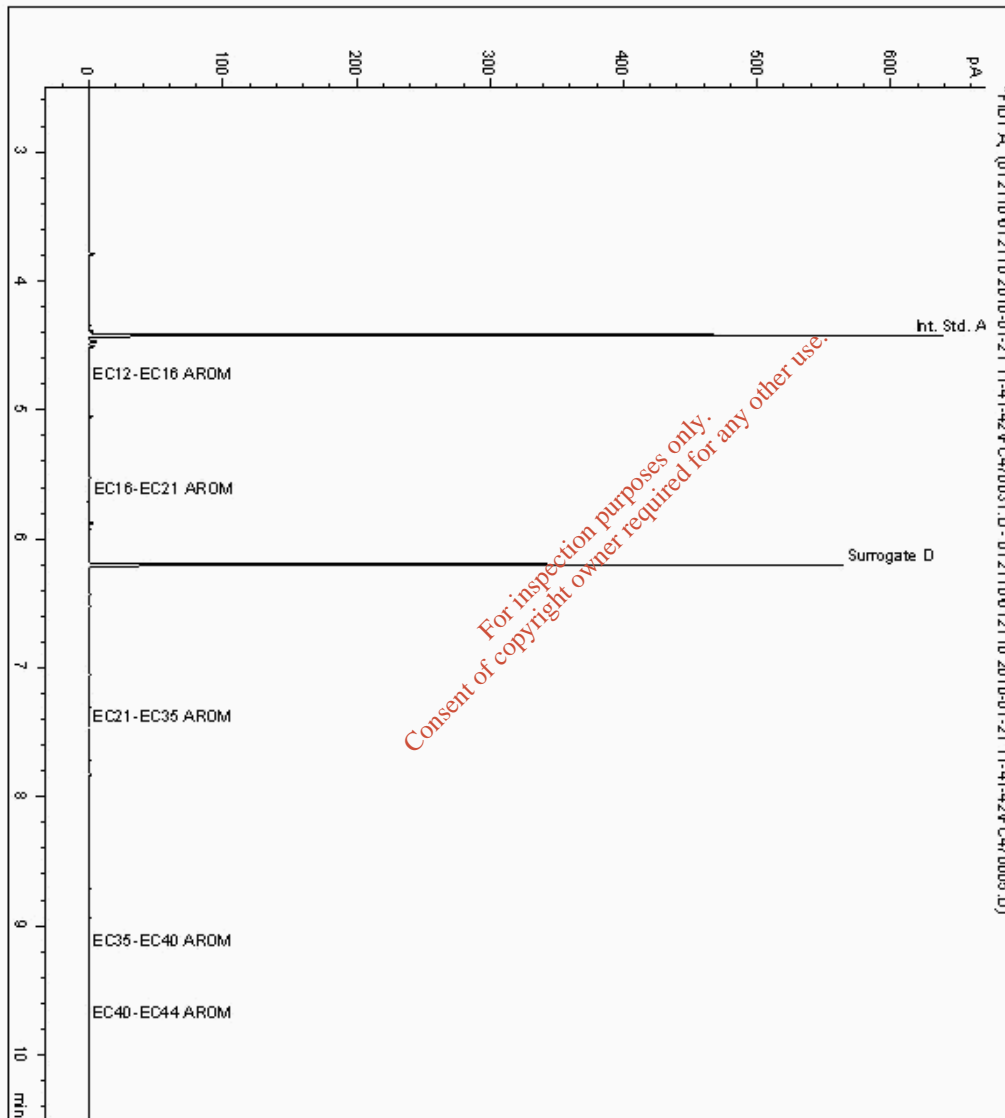 0 100 200 300 400 500 600 pA
3
4
Int. Std. A
EC12-EC16 AROM
5
EC16-EC21 AROM
6
Surrogate D
7
EC21-EC35 AROM
8
9
EC35-EC40 AROM
EC40-EC44 AROM
10
min
For inspection purposes only.
Consent of copyright owner required for any other use.